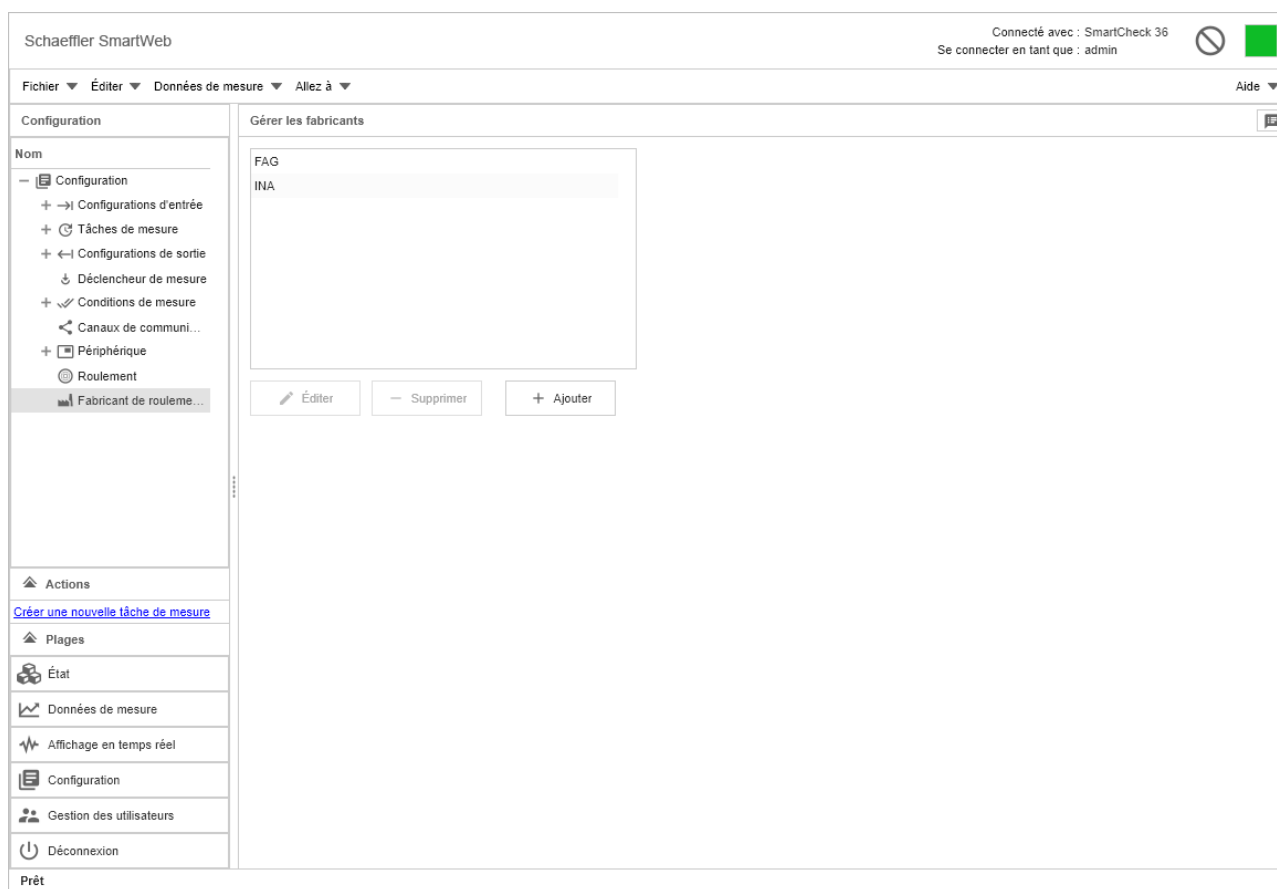 Schaeffler SmartWeb
Connecté avec : SmartCheck 36
Se connecter en tant que : admin
Fichier Éditer Données de mesure Allez à Aide
Configuration
Gérer les fabricants
Nom
Configuration
Configurations d'entrée
Tâches de mesure
Configurations de sortie
Déclencheur de mesure
Conditions de mesure
Canaux de communi...
Périphérique
Roulement
Fabricant de rouleme...
FAG
INA
Éditer
Supprimer
Ajouter
Actions
Créer une nouvelle tâche de mesure
Plages
État
Données de mesure
Affichage en temps réel
Configuration
Gestion des utilisateurs
Déconnexion
Prêt